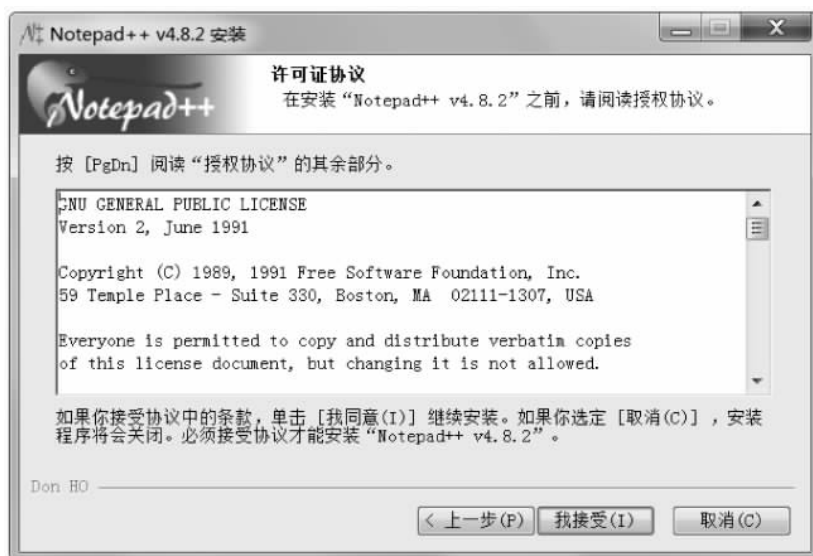 Notepad++ v4.8.2 安装
Notepad++
许可证协议
在安装“Notepad++ v4.8.2”之前，请阅读授权协议。
按 [PgDn] 阅读“授权协议”的其余部分。
GNU GENERAL PUBLIC LICENSE
Version 2, June 1991
Copyright (C) 1989, 1991 Free Software Foundation, Inc.
59 Temple Place - Suite 330, Boston, MA  02111-1307, USA
Everyone is permitted to copy and distribute verbatim copies
of this license document, but changing it is not allowed.
如果你接受协议中的条款，单击 [我同意(I)] 继续安装。如果你选定 [取消(C)] ，安装
程序将会关闭。必须接受协议才能安装“Notepad++ v4.8.2”。
Don HO
< 上一步(P) 我接受(I) 取消(C)